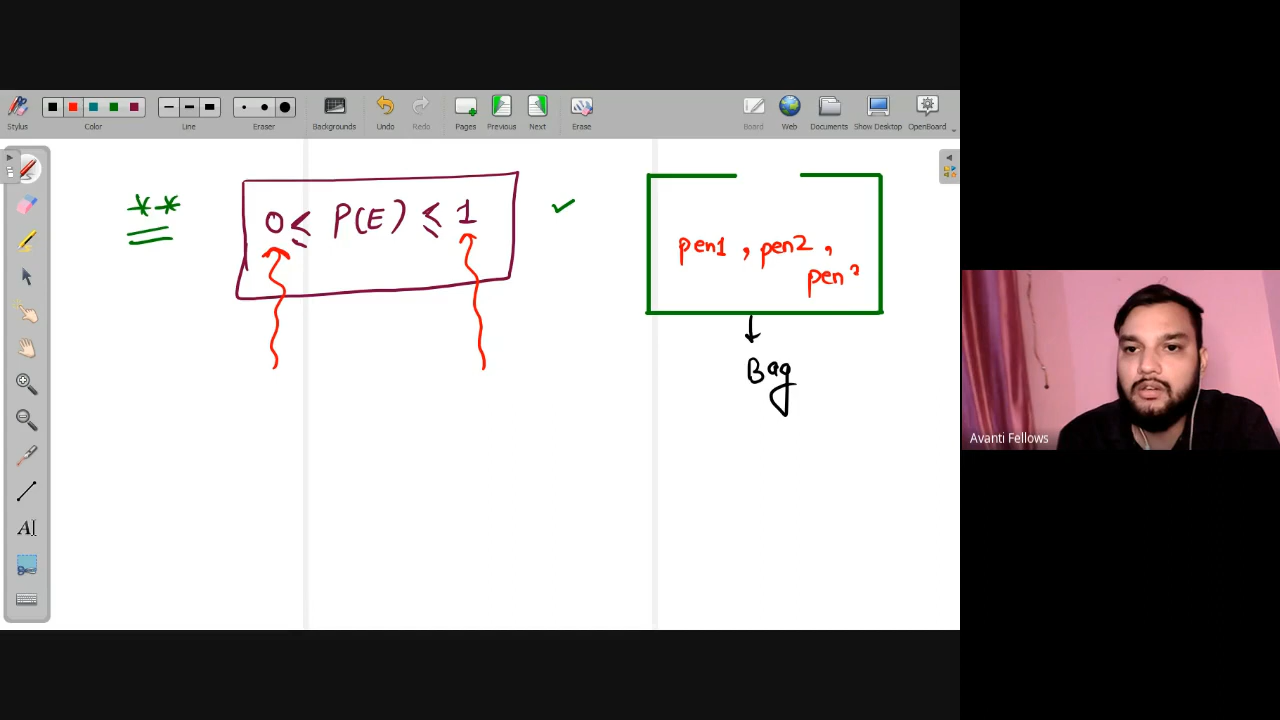 Stylus
Color
Line
Eraser
Backgrounds
Undo
Redo
Pages
Previous
Next
Erase
Board
Web
Documents
Show Desktop
OpenBoard
**
0 ≤ P(E) ≤ 1 ✓
pen1 , pen2 ,
pen
Bag
Avanti Fellows